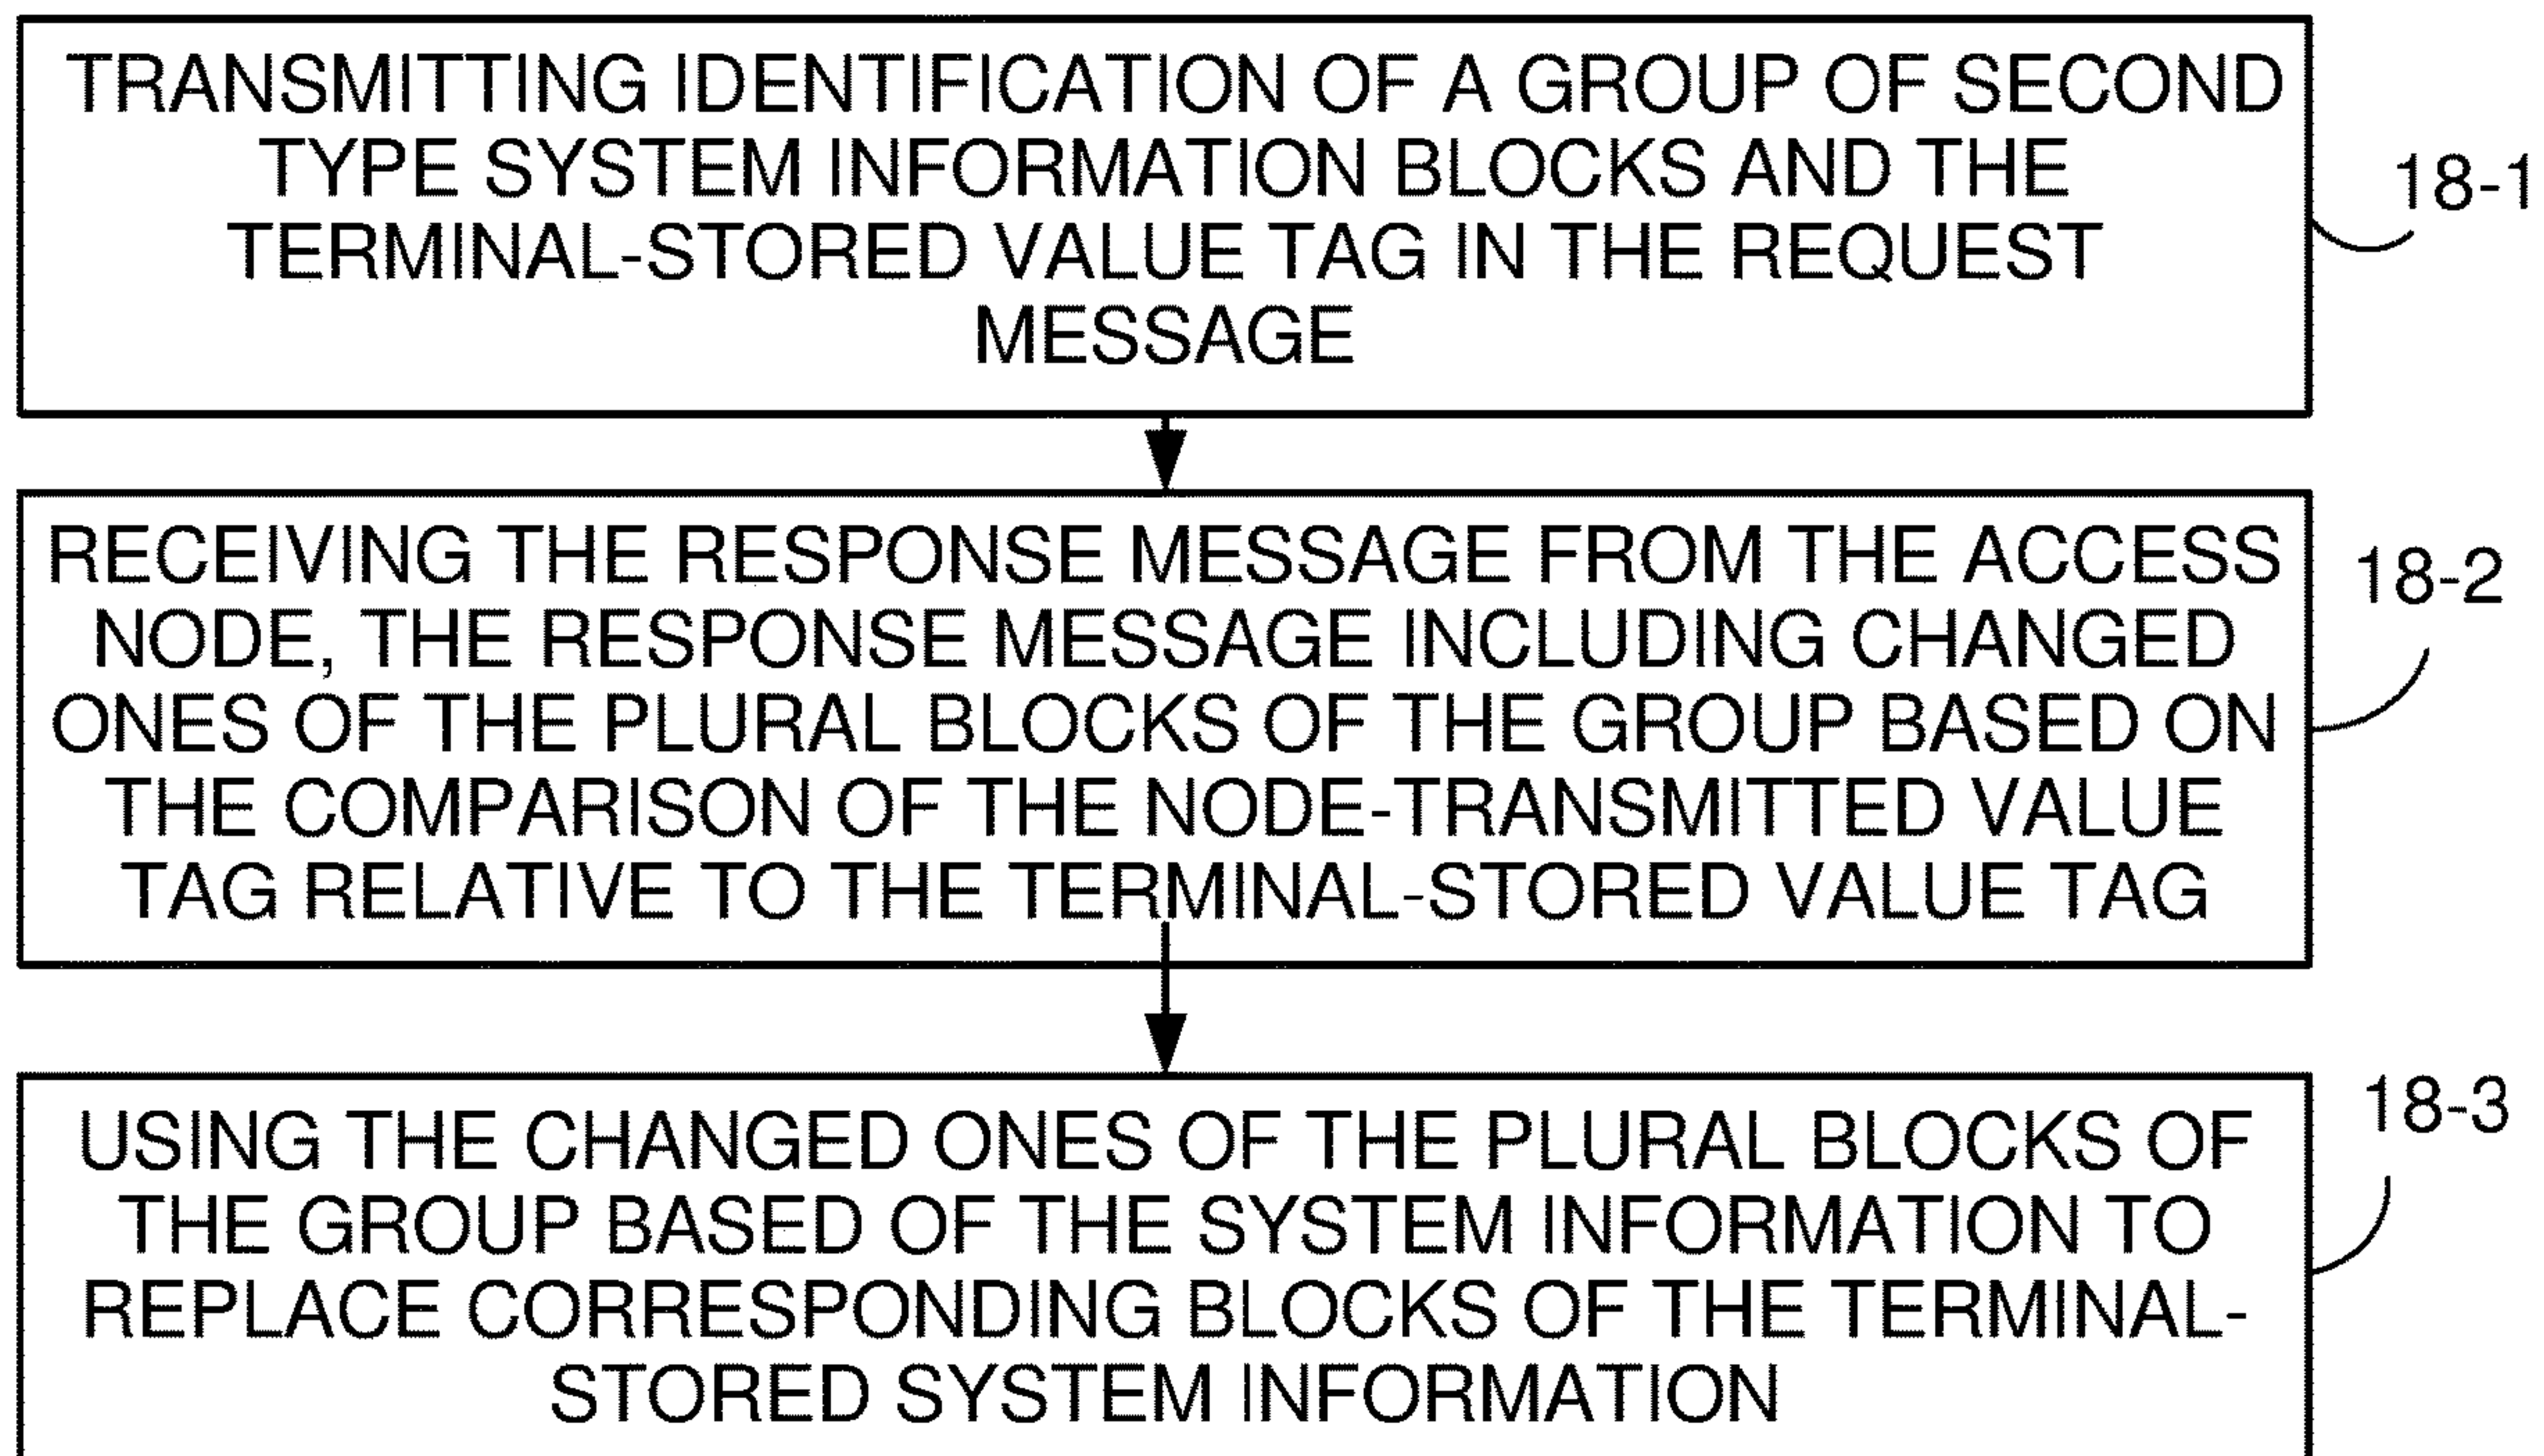 TRANSMITTING IDENTIFICATION OF A GROUP OF SECOND
TYPE SYSTEM INFORMATION BLOCKS AND THE
TERMINAL-STORED VALUE TAG IN THE REQUEST
MESSAGE
18-1
RECEIVING THE RESPONSE MESSAGE FROM THE ACCESS
NODE, THE RESPONSE MESSAGE INCLUDING CHANGED
ONES OF THE PLURAL BLOCKS OF THE GROUP BASED ON
THE COMPARISON OF THE NODE-TRANSMITTED VALUE
TAG RELATIVE TO THE TERMINAL-STORED VALUE TAG
18-2
USING THE CHANGED ONES OF THE PLURAL BLOCKS OF
THE GROUP BASED OF THE SYSTEM INFORMATION TO
REPLACE CORRESPONDING BLOCKS OF THE TERMINAL-
STORED SYSTEM INFORMATION
18-3